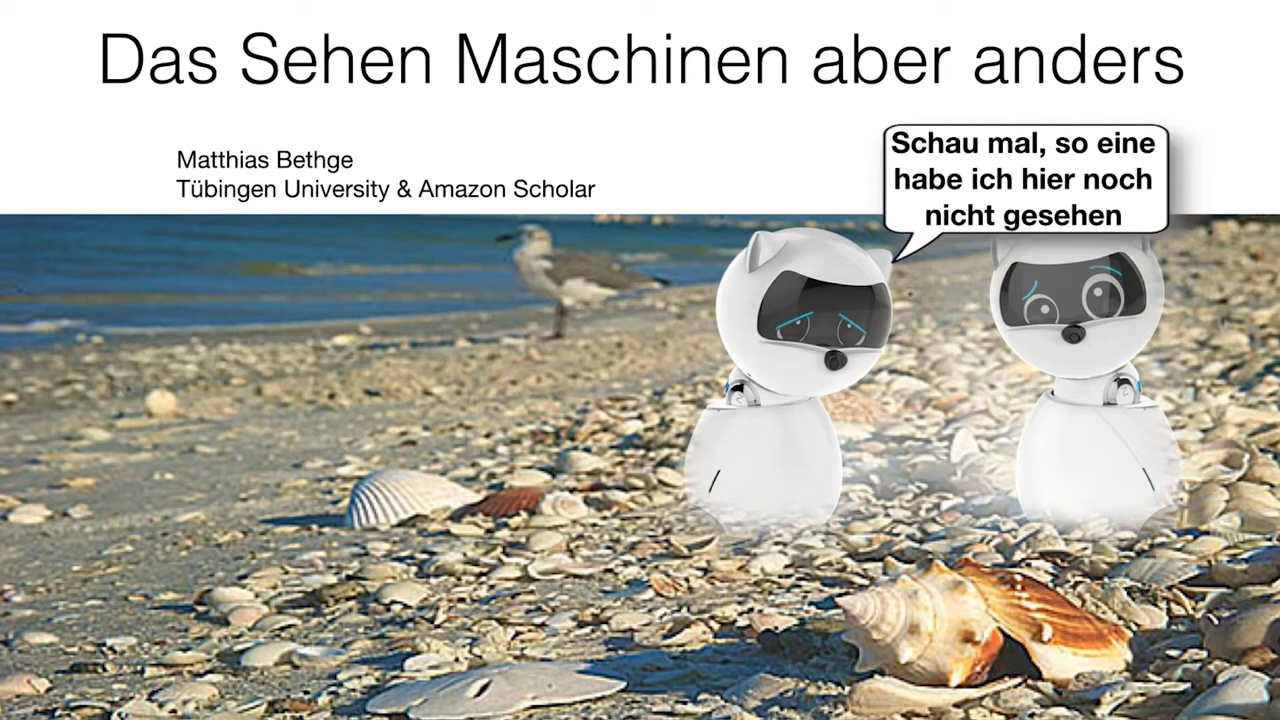 Das Sehen Maschinen aber anders
Matthias Bethge
Tübingen University & Amazon Scholar
Schau mal, so eine
habe ich hier noch
nicht gesehen